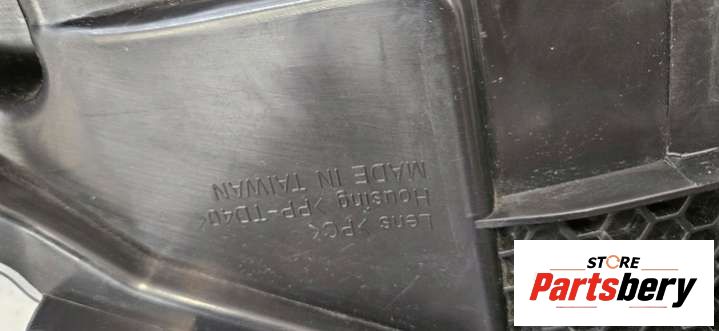 Lens >PC<
Housing >PP-TD40<
MADE IN TAIWAN
STORE
Partsbery